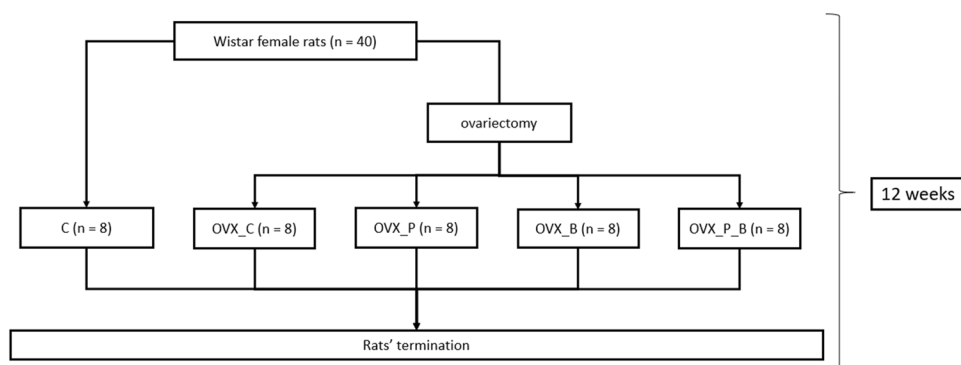 Wistar female rats (n = 40)
ovariectomy
12 weeks
C (n = 8)
OVX_C (n = 8)
OVX_P (n = 8)
OVX_B (n = 8)
OVX_P_B (n = 8)
Rats' termination